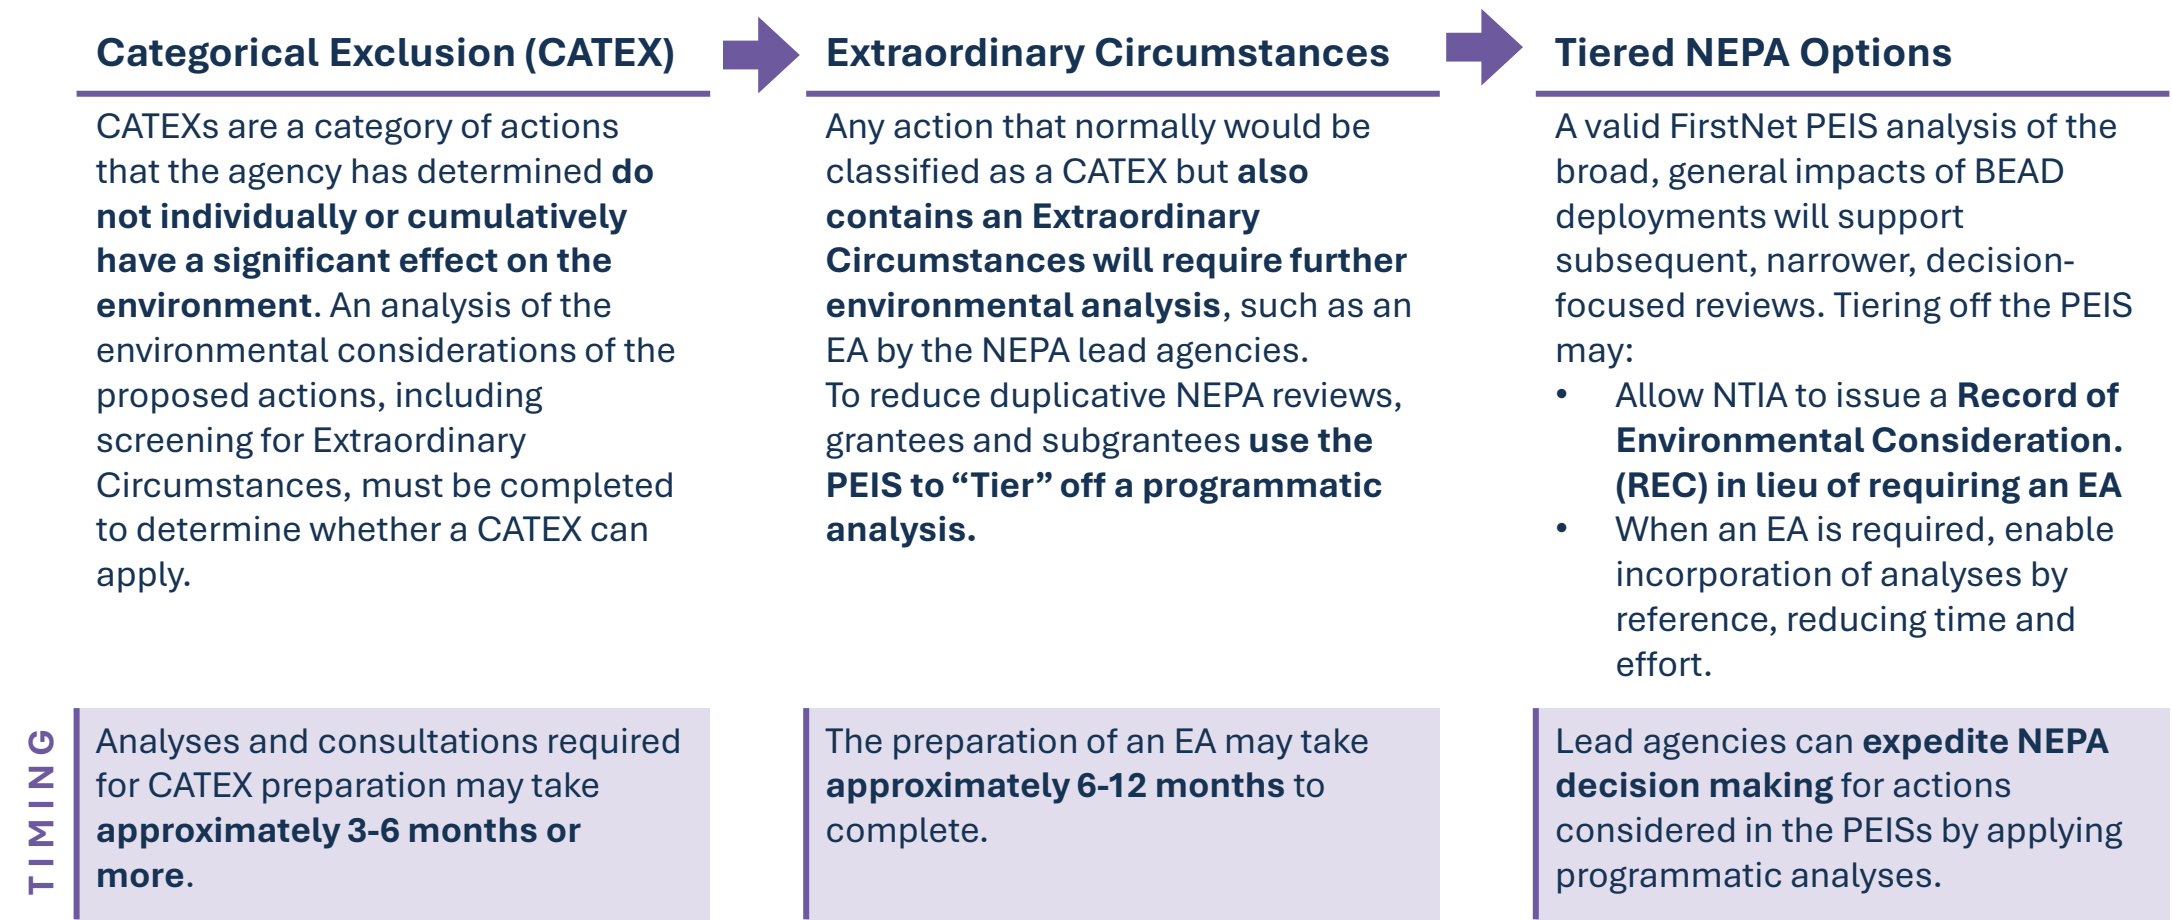 Categorical Exclusion (CATEX)
CATEXs are a category of actions
that the agency has determined do
not individually or cumulatively
have a significant effect on the
environment. An analysis of the
environmental considerations of the
proposed actions, including
screening for Extraordinary
Circumstances, must be completed
to determine whether a CATEX can
apply.
Extraordinary Circumstances
Any action that normally would be
classified as a CATEX but also
contains an Extraordinary
Circumstances will require further
environmental analysis, such as an
EA by the NEPA lead agencies.
To reduce duplicative NEPA reviews,
grantees and subgrantees use the
PEIS to “Tier” off a programmatic
analysis.
Tiered NEPA Options
A valid FirstNet PEIS analysis of the
broad, general impacts of BEAD
deployments will support
subsequent, narrower, decision-
focused reviews. Tiering off the PEIS
may:
• Allow NTIA to issue a Record of
Environmental Consideration.
(REC) in lieu of requiring an EA
• When an EA is required, enable
incorporation of analyses by
reference, reducing time and
effort.
TIMING
Analyses and consultations required
for CATEX preparation may take
approximately 3-6 months or
more.
The preparation of an EA may take
approximately 6-12 months to
complete.
Lead agencies can expedite NEPA
decision making for actions
considered in the PEISs by applying
programmatic analyses.